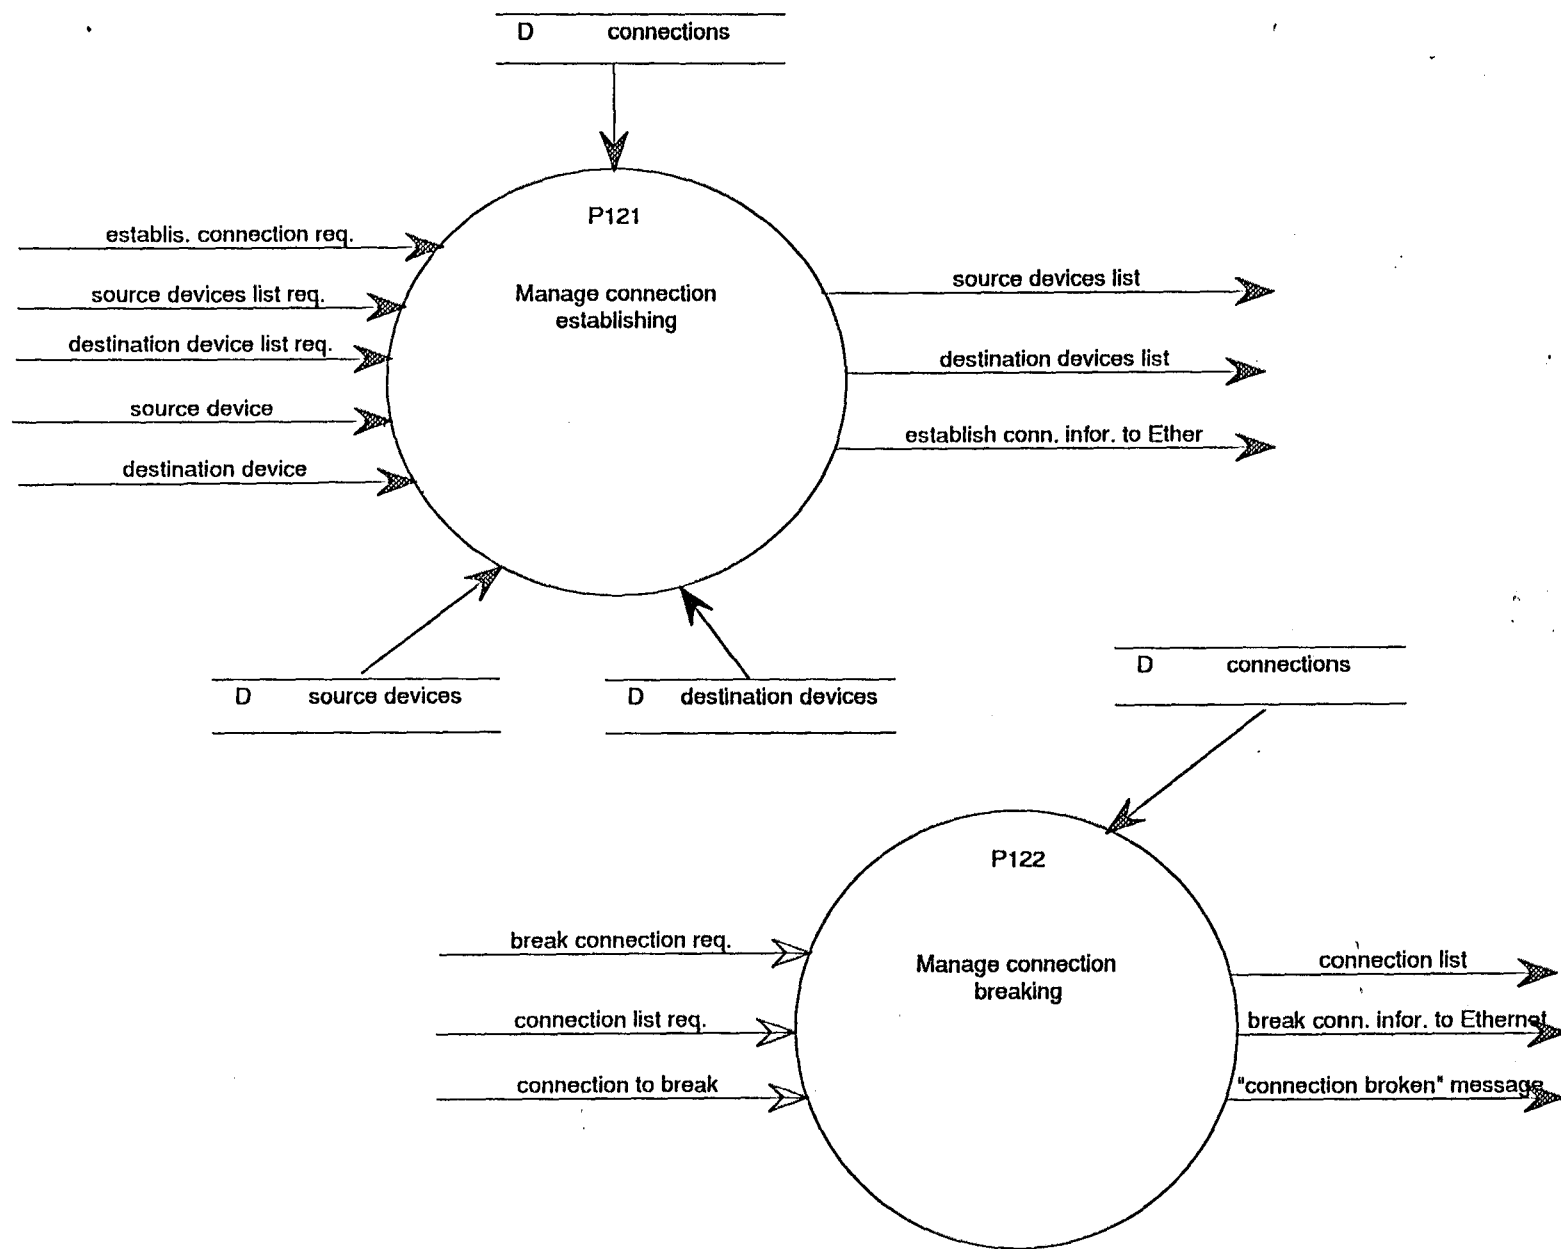 D connections
P121
Manage connection
establishing
establis. connection req.
source devices list req.
destination device list req.
source device
destination device
source devices list
destination devices list
establish conn. infor. to Ether
D source devices
D destination devices
D connections
P122
Manage connection
breaking
break connection req.
connection list req.
connection to break
connection list
break conn. infor. to Ethernet
"connection broken" message